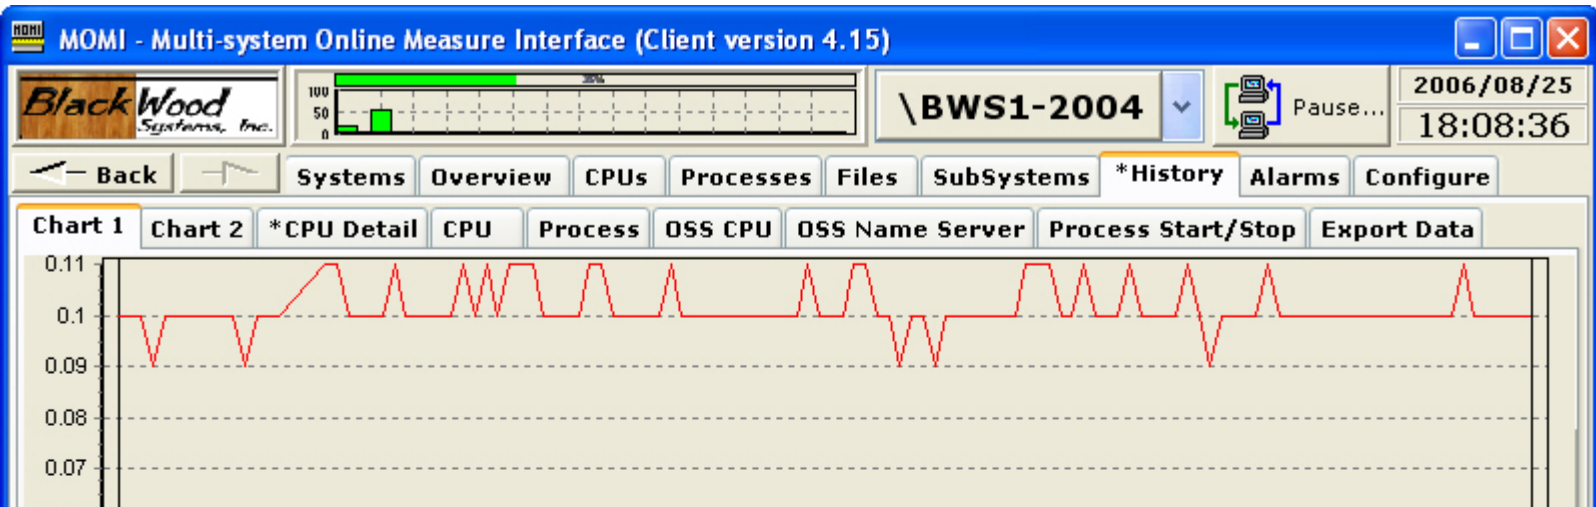 MOMI
MOMI - Multi-system Online Measure Interface (Client version 4.15)
BlackWood
Systems, Inc.
35%
100
50
0
\BWS1-2004
Pause...
2006/08/25
18:08:36
Back
Systems Overview CPUs Processes Files SubSystems *History Alarms Configure
Chart 1 Chart 2 *CPU Detail CPU Process OSS CPU OSS Name Server Process Start/Stop Export Data
0.11
0.1
0.09
0.08
0.07